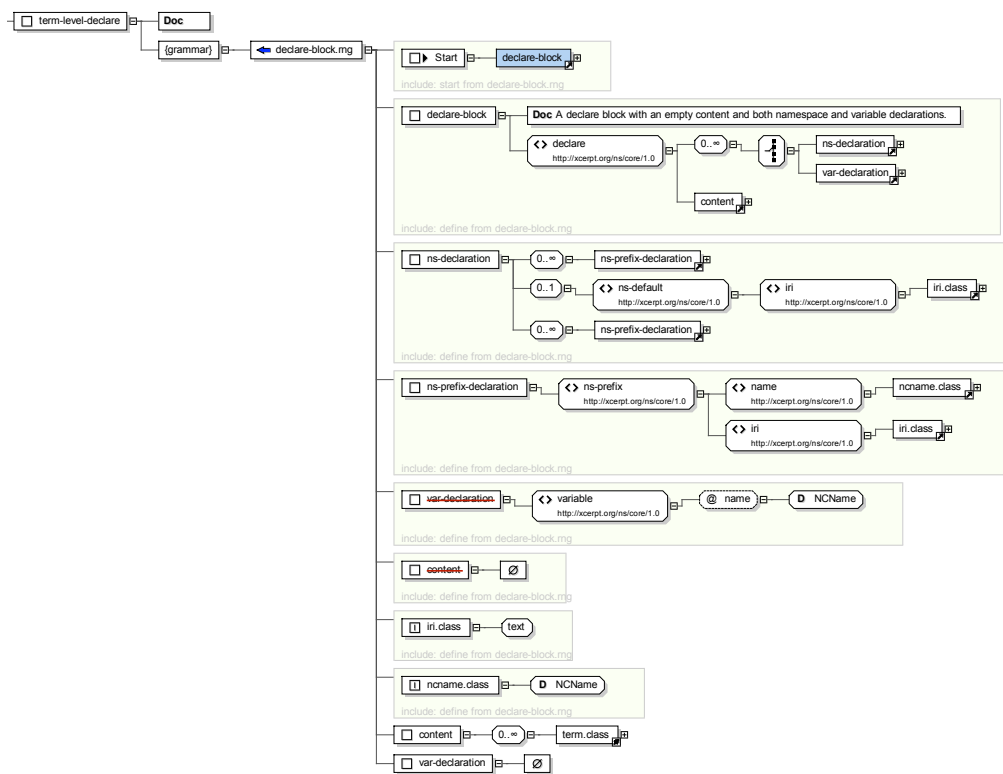 term-level-declare
Doc
{grammar}
declare-block.rng
Start
declare-block
include: start from declare-block.rng
declare-block
Doc A declare block with an empty content and both namespace and variable declarations.
declare
http://xcerpt.org/ns/core/1.0
0..∞
ns-declaration
var-declaration
content
include: define from declare-block.rng
ns-declaration
0..∞
ns-prefix-declaration
0..1
ns-default
http://xcerpt.org/ns/core/1.0
iri
http://xcerpt.org/ns/core/1.0
iri.class
0..∞
ns-prefix-declaration
include: define from declare-block.rng
ns-prefix-declaration
ns-prefix
http://xcerpt.org/ns/core/1.0
name
http://xcerpt.org/ns/core/1.0
ncname.class
iri
http://xcerpt.org/ns/core/1.0
iri.class
include: define from declare-block.rng
var-declaration
variable
http://xcerpt.org/ns/core/1.0
@ name
D NCName
include: define from declare-block.rng
content
∅
include: define from declare-block.rng
iri.class
text
include: define from declare-block.rng
ncname.class
D NCName
include: define from declare-block.rng
content
0..∞
term.class
var-declaration
∅